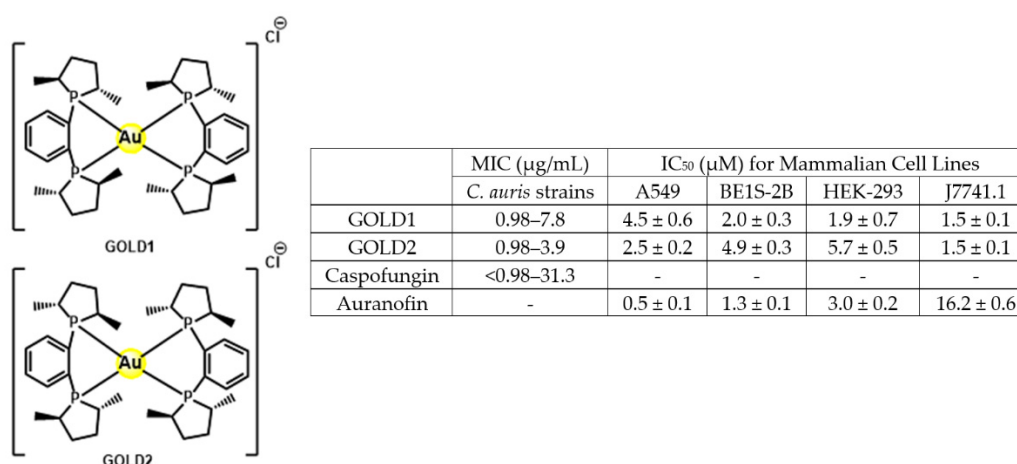 Cl⊖
P P
Au
P P
GOLD1
Cl⊖
P P
Au
P P
GOLD2
MIC (μg/mL) IC₅₀ (μM) for Mammalian Cell Lines
C. auris strains A549 BE1S-2B HEK-293 J7741.1
GOLD1 0.98–7.8 4.5 ± 0.6 2.0 ± 0.3 1.9 ± 0.7 1.5 ± 0.1
GOLD2 0.98–3.9 2.5 ± 0.2 4.9 ± 0.3 5.7 ± 0.5 1.5 ± 0.1
Caspofungin <0.98–31.3 - - - -
Auranofin - 0.5 ± 0.1 1.3 ± 0.1 3.0 ± 0.2 16.2 ± 0.6